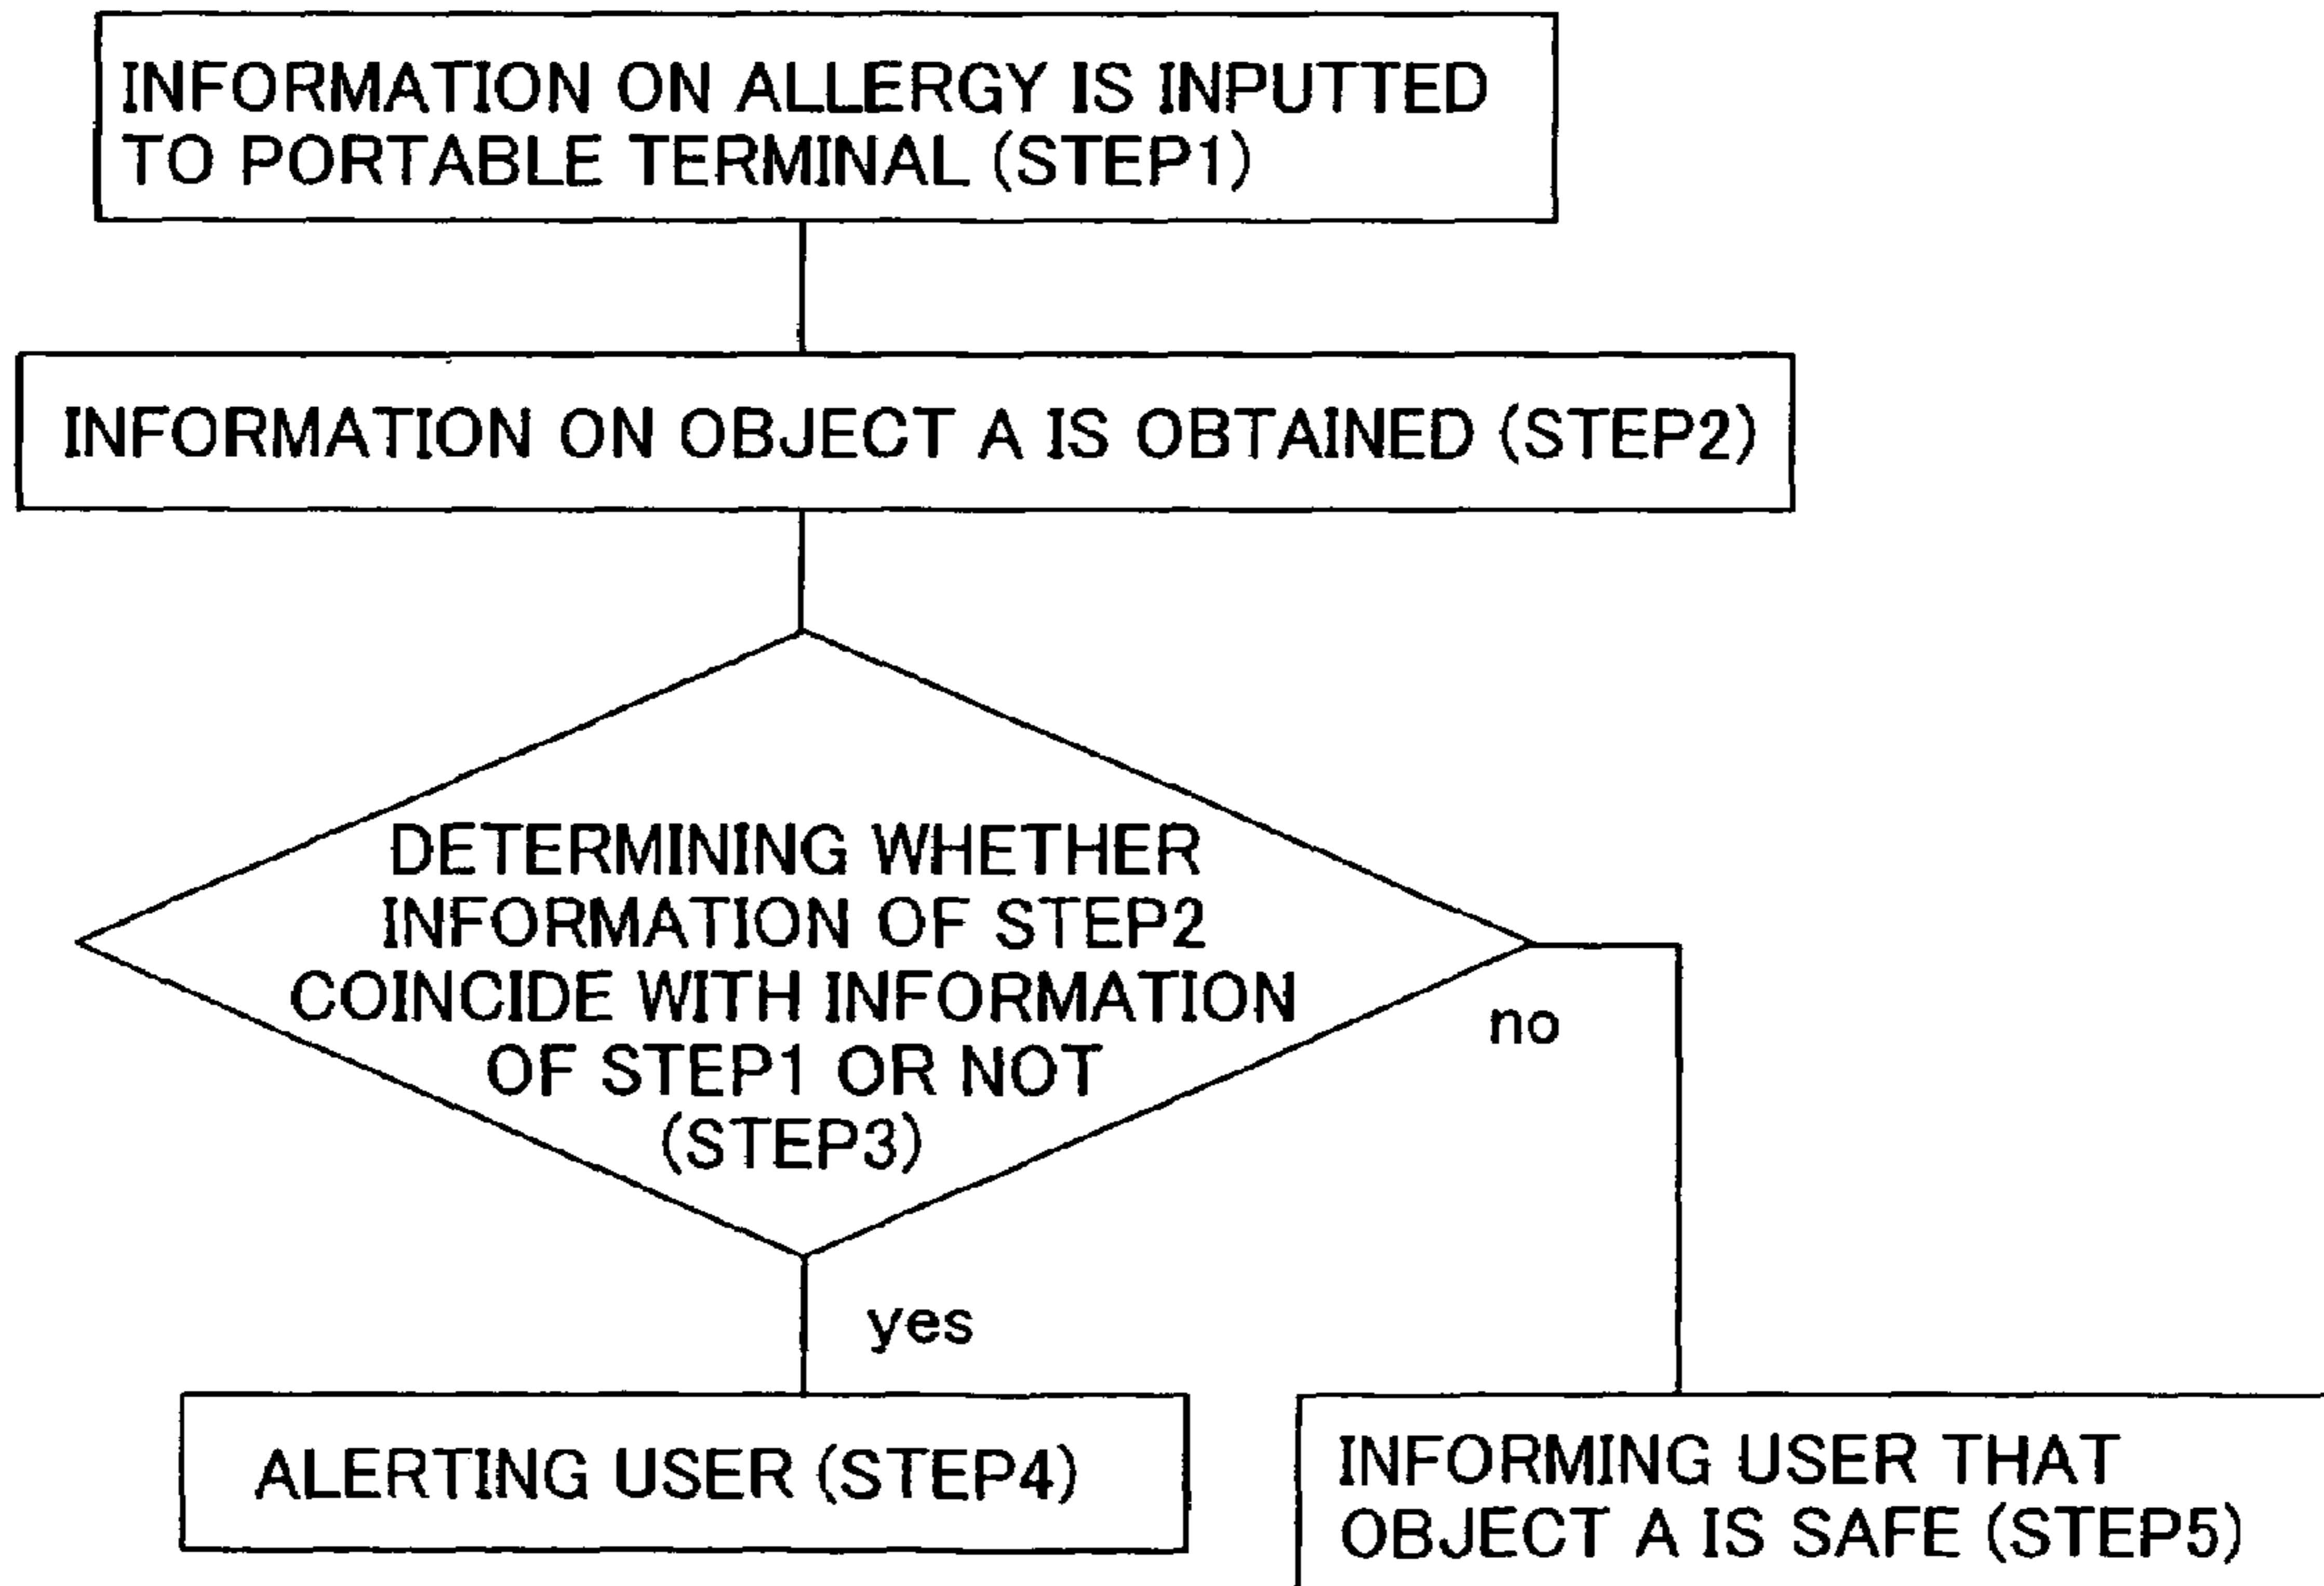 INFORMATION ON ALLERGY IS INPUTTED
TO PORTABLE TERMINAL (STEP1)
INFORMATION ON OBJECT A IS OBTAINED (STEP2)
DETERMINING WHETHER
INFORMATION OF STEP2
COINCIDE WITH INFORMATION
OF STEP1 OR NOT
(STEP3)
no
yes
ALERTING USER (STEP4)
INFORMING USER THAT
OBJECT A IS SAFE (STEP5)